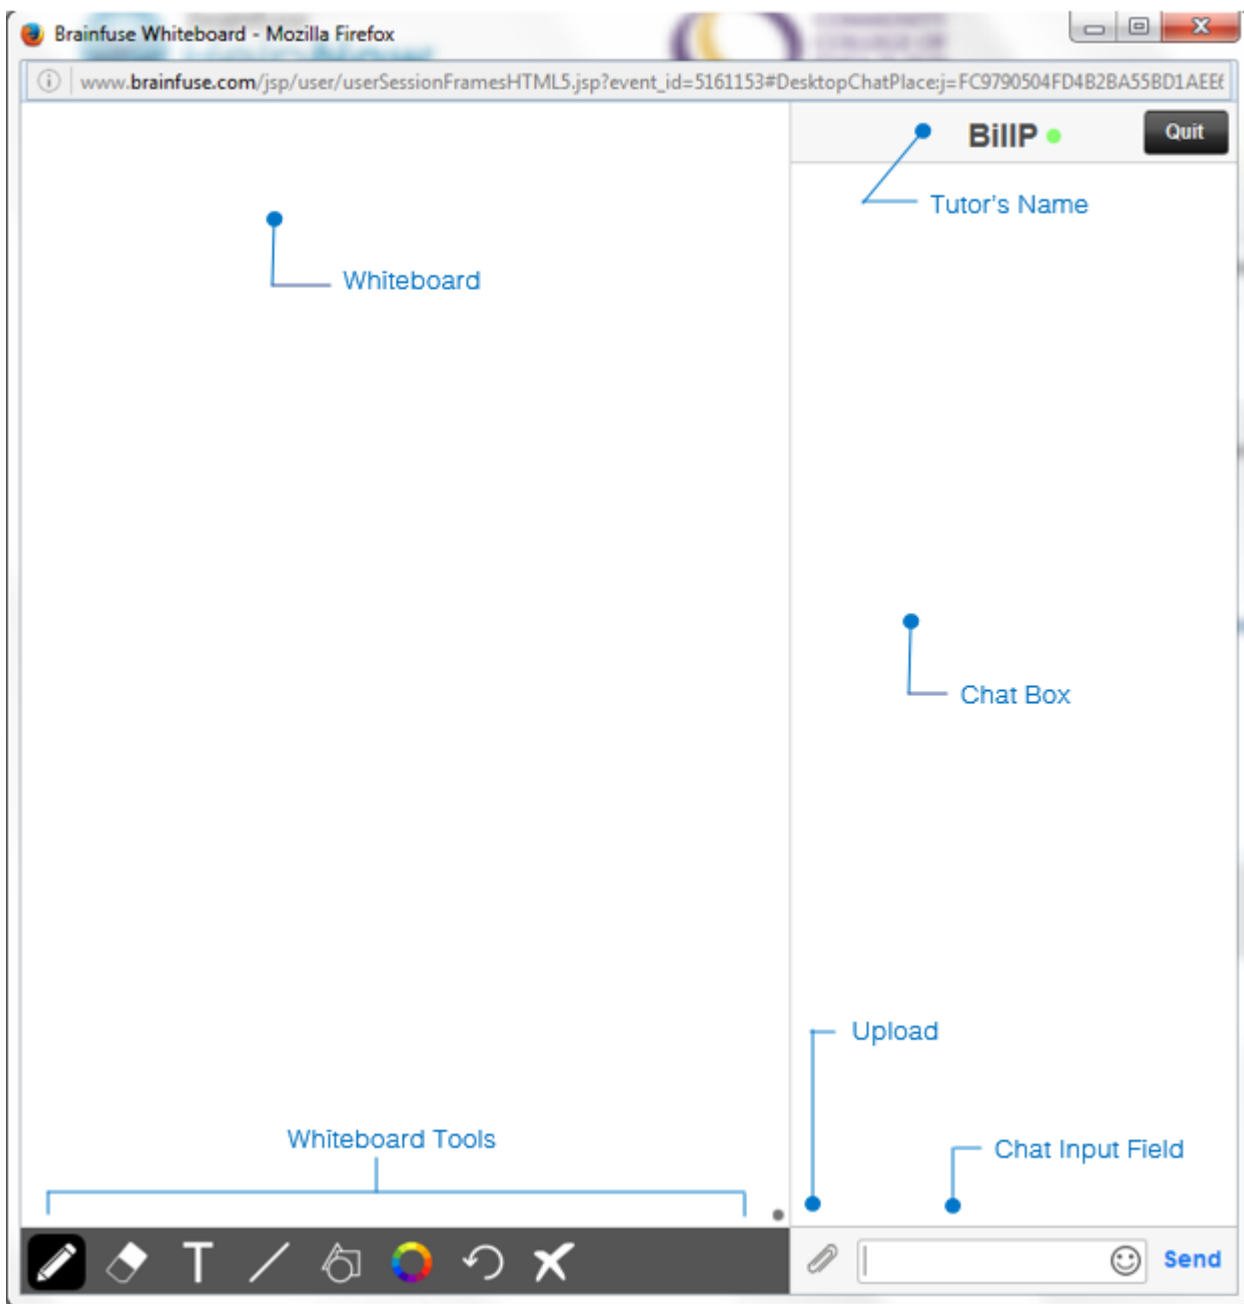 Brainfuse Whiteboard - Mozilla Firefox
www.brainfuse.com/jsp/user/userSessionFramesHTML5.jsp?event_id=5161153#DesktopChatPlace;j=FC9790504FD4B2BA55BD1AEE
BillP
Quit
Tutor's Name
Whiteboard
Chat Box
Upload
Whiteboard Tools
Chat Input Field
T
Send